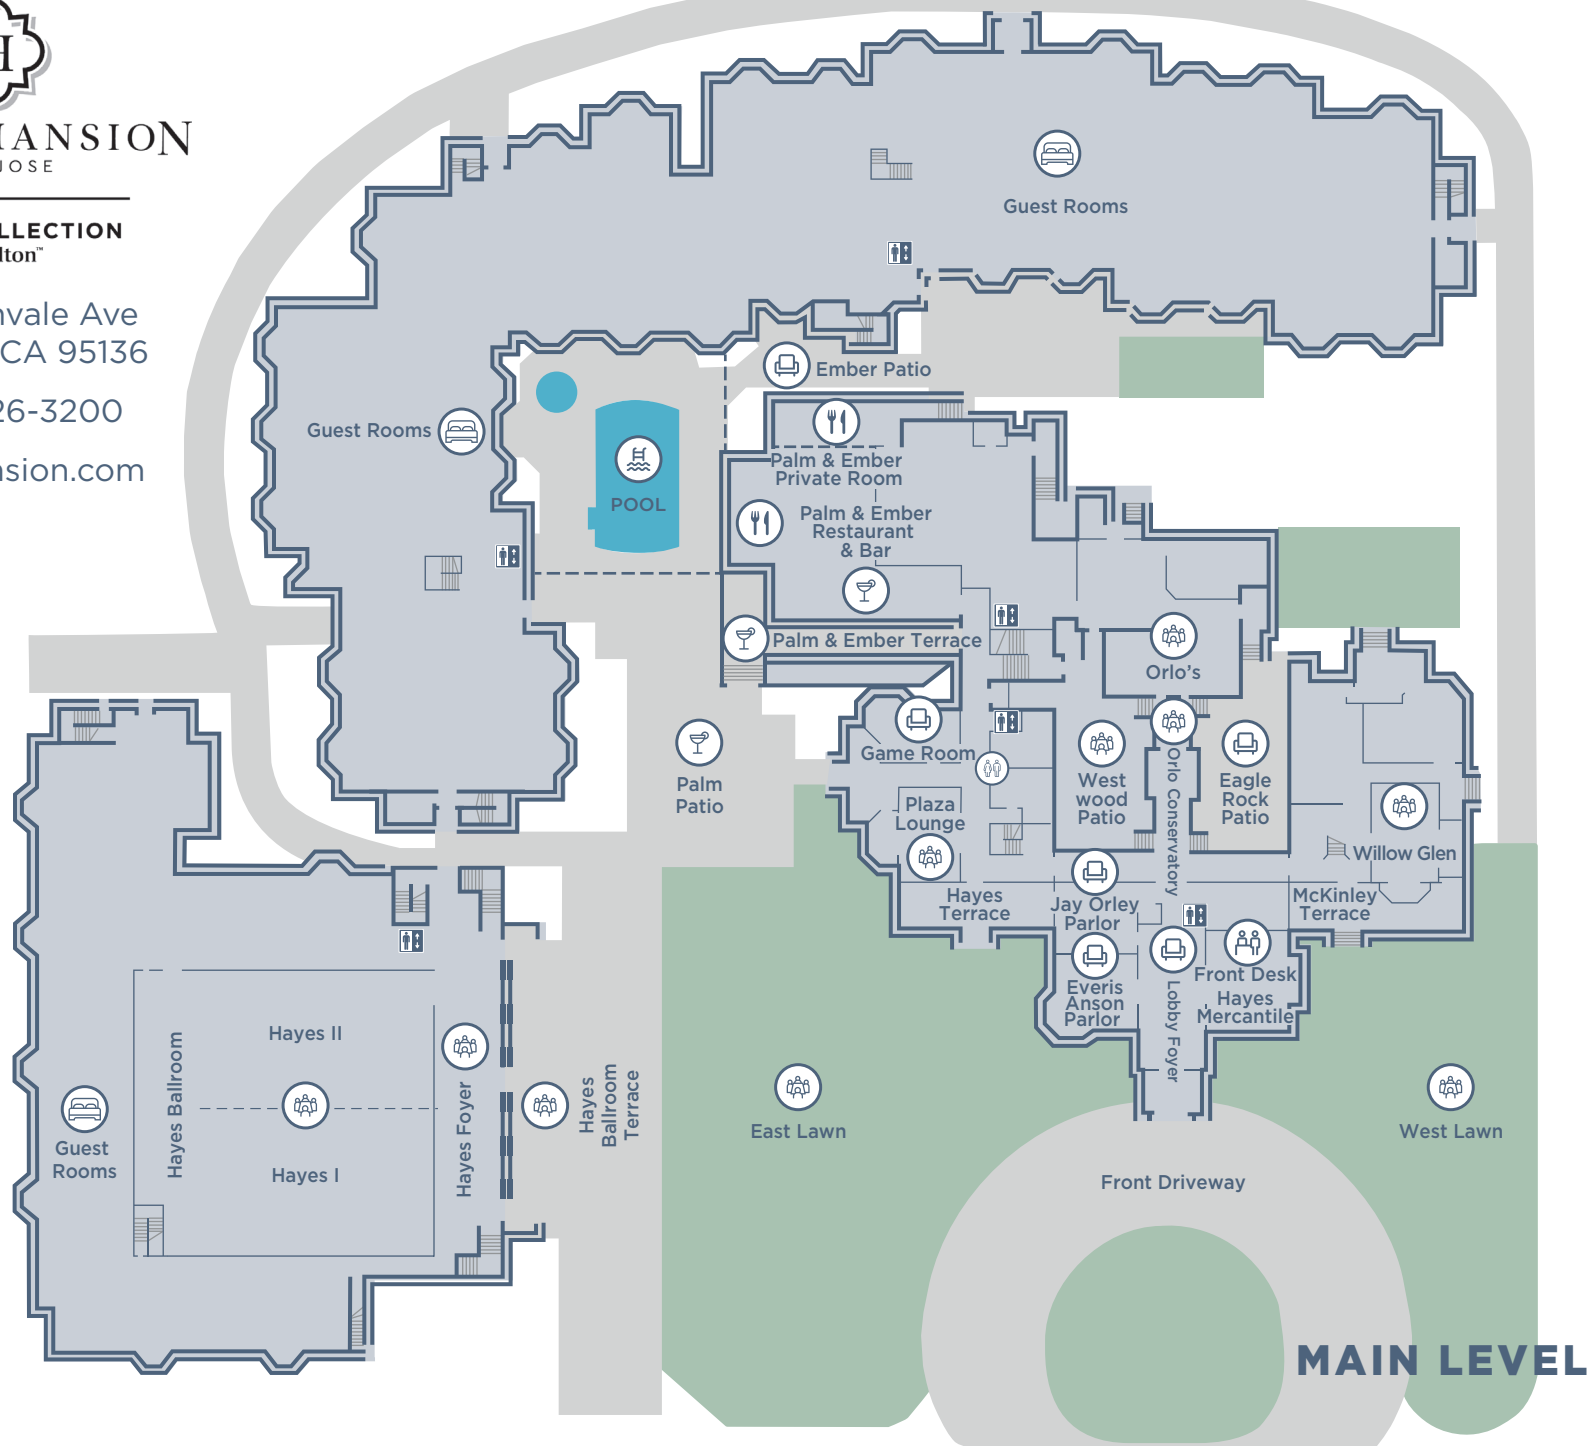 H
MANSION
JOSE
LLECTION
lton™
nvale Ave
CA 95136
26-3200
nsion.com
Guest Rooms
Ember Patio
Guest Rooms
POOL
Palm & Ember
Private Room
Palm & Ember
Restaurant
& Bar
Palm & Ember Terrace
Orlo's
Game Room
Palm
Patio
West
wood
Patio
Orlo Conservatory
Eagle
Rock
Patio
Plaza
Lounge
Willow Glen
Hayes
Terrace
Jay Orley
Parlor
McKinley
Terrace
Everis
Anson
Parlor
Lobby Foyer
Front Desk
Hayes
Mercantile
Hayes II
Hayes Ballroom
Hayes I
Hayes Foyer
Hayes
Ballroom
Terrace
Guest
Rooms
East Lawn
West Lawn
Front Driveway
MAIN LEVEL